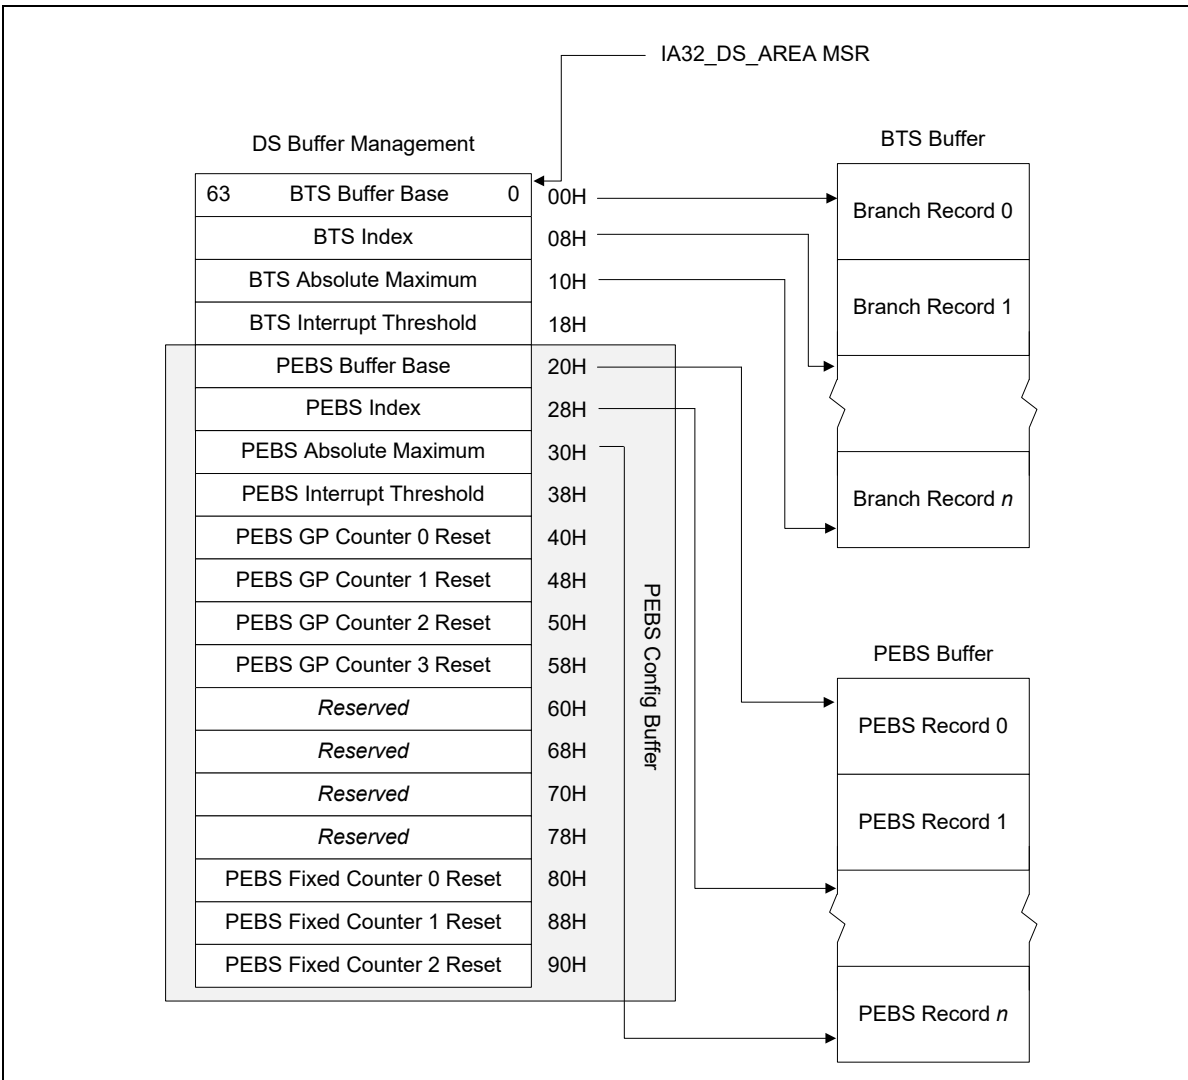 IA32_DS_AREA MSR
DS Buffer Management
63 BTS Buffer Base 0 00H
BTS Index 08H
BTS Absolute Maximum 10H
BTS Interrupt Threshold 18H
PEBS Buffer Base 20H
PEBS Index 28H
PEBS Absolute Maximum 30H
PEBS Interrupt Threshold 38H
PEBS GP Counter 0 Reset 40H
PEBS GP Counter 1 Reset 48H
PEBS GP Counter 2 Reset 50H
PEBS GP Counter 3 Reset 58H
Reserved 60H
Reserved 68H
Reserved 70H
Reserved 78H
PEBS Fixed Counter 0 Reset 80H
PEBS Fixed Counter 1 Reset 88H
PEBS Fixed Counter 2 Reset 90H
PEBS Config Buffer
BTS Buffer
Branch Record 0
Branch Record 1
Branch Record n
PEBS Buffer
PEBS Record 0
PEBS Record 1
PEBS Record n